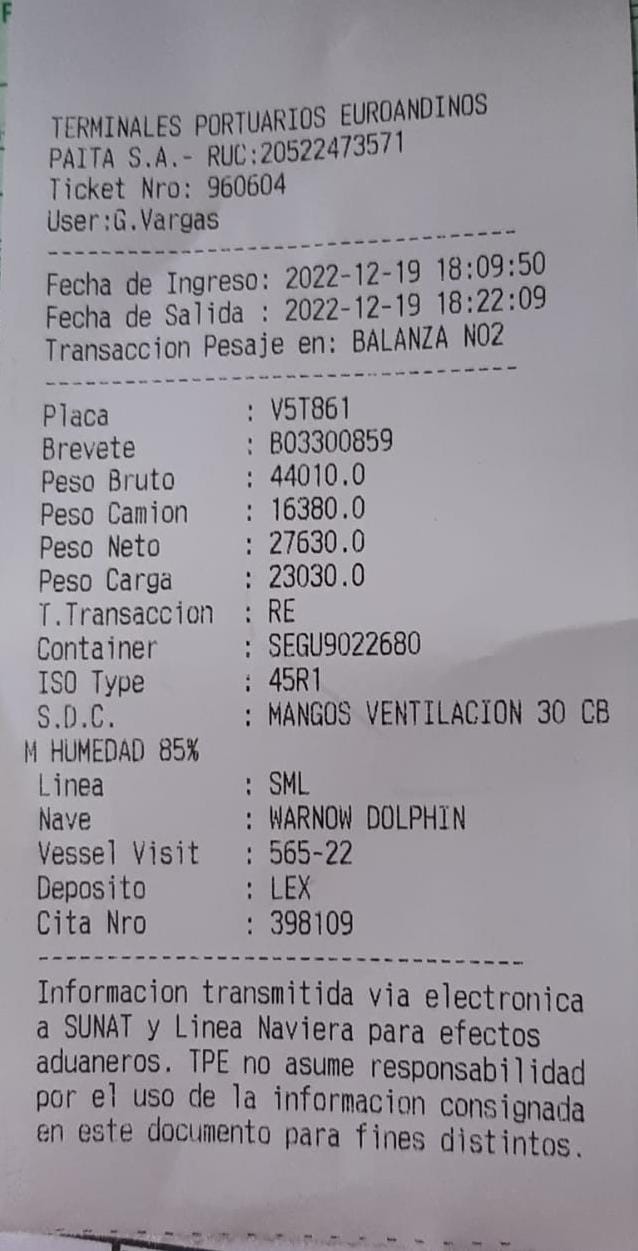 TERMINALES PORTUARIOS EUROANDINOS
PAITA S.A.- RUC:20522473571
Ticket Nro: 960604
User:G.Vargas
Fecha de Ingreso: 2022-12-19 18:09:50
Fecha de Salida : 2022-12-19 18:22:09
Transaccion Pesaje en: BALANZA NO2
Placa : V5T861
Brevete : B03300859
Peso Bruto : 44010.0
Peso Camion : 16380.0
Peso Neto : 27630.0
Peso Carga : 23030.0
T.Transaccion : RE
Container : SEGU9022680
ISO Type : 45R1
S.D.C. : MANGOS VENTILACION 30 CB
M HUMEDAD 85%
Linea : SML
Nave : WARNOW DOLPHIN
Vessel Visit : 565-22
Deposito : LEX
Cita Nro : 398109
Informacion transmitida via electronica
a SUNAT y Linea Naviera para efectos
aduaneros. TPE no asume responsabilidad
por el uso de la informacion consignada
en este documento para fines distintos.